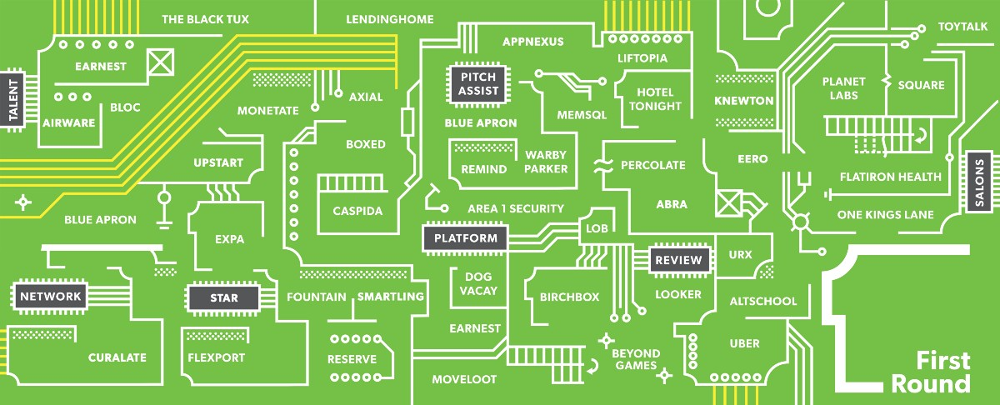 THE BLACK TUX
LENDINGHOME
TOYTALK
APPNEXUS
LIFTOPIA
EARNEST
TALENT
PITCH
ASSIST
PLANET
LABS
SQUARE
HOTEL
TONIGHT
AXIAL
MONETATE
BLOC
AIRWARE
KNEWTON
MEMSQL
BLUE APRON
BOXED
UPSTART
REMIND
WARBY
PARKER
PERCOLATE
EERO
FLATIRON HEALTH
SALONS
CASPIDA
AREA 1 SECURITY
ABRA
ONE KINGS LANE
BLUE APRON
EXPA
PLATFORM
LOB
REVIEW
URX
NETWORK
STAR
FOUNTAIN
SMARTLING
DOG
VACAY
BIRCHBOX
LOOKER
ALTSCHOOL
EARNEST
CURALATE
FLEXPORT
RESERVE
BEYOND
GAMES
UBER
MOVELOOT
First
Round